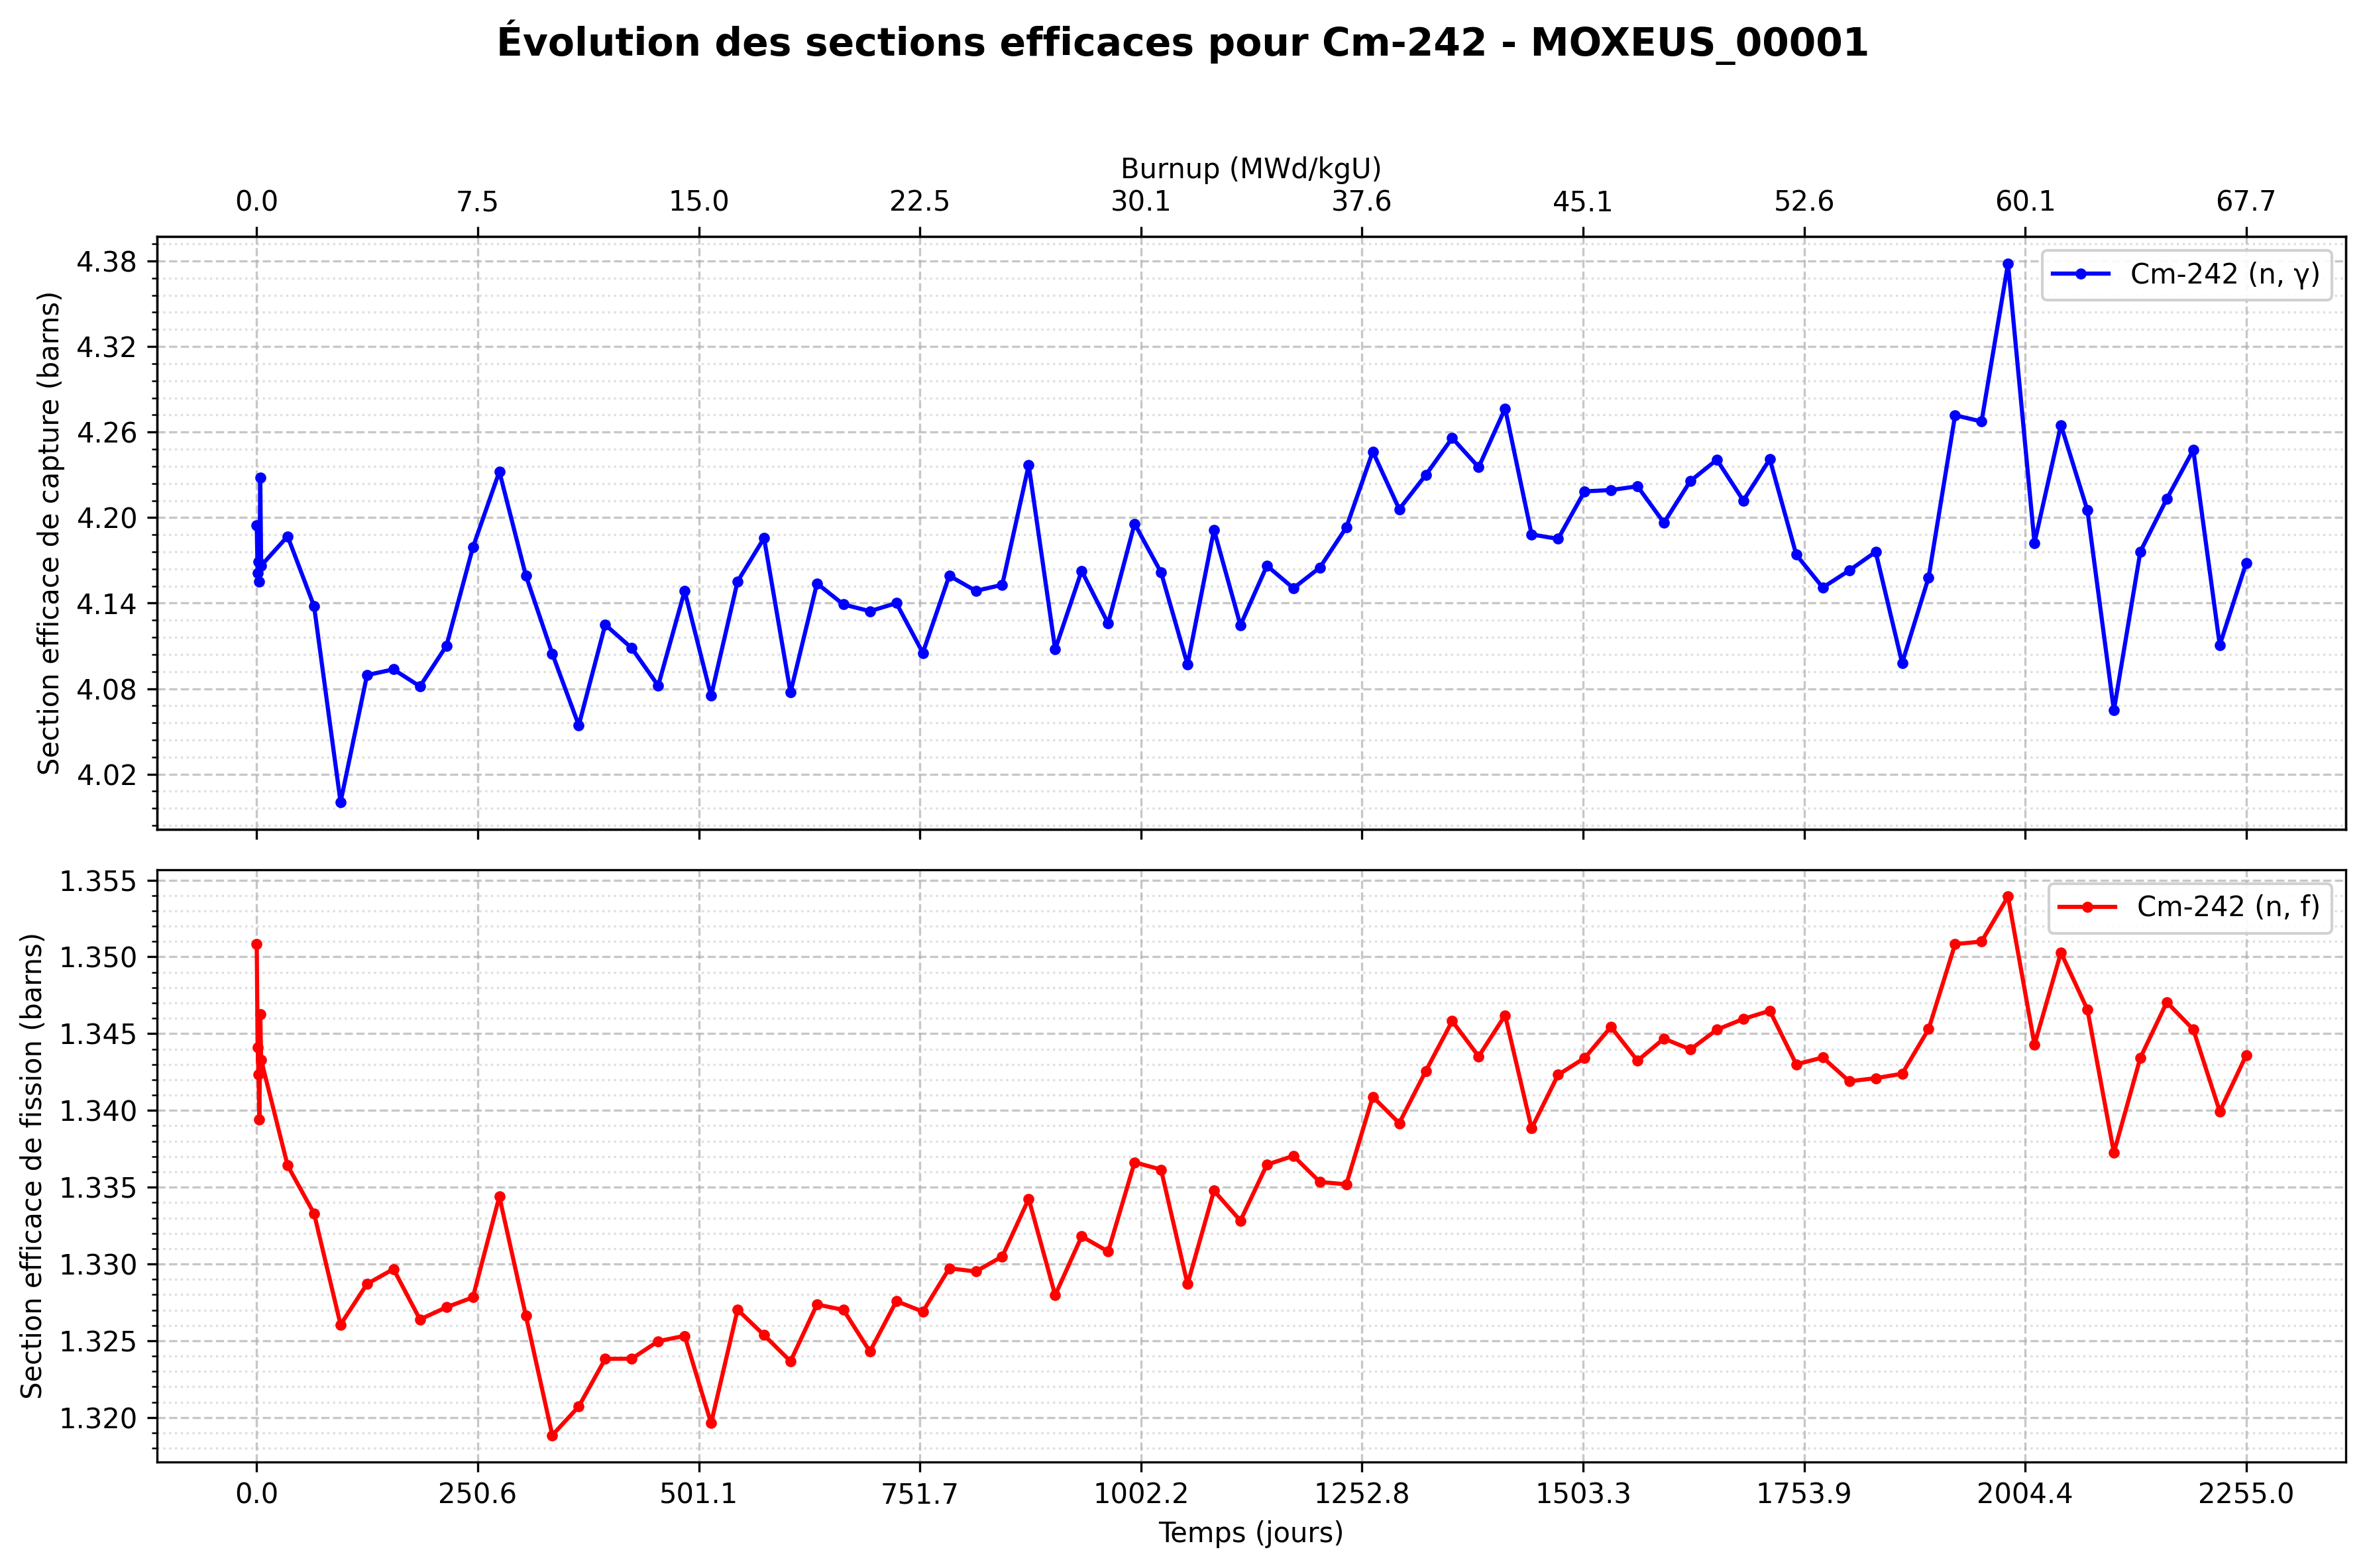 Évolution des sections efficaces pour Cm-242 - MOXEUS_00001
Burnup (MWd/kgU)
0.0 7.5 15.0 22.5 30.1 37.6 45.1 52.6 60.1 67.7
Section efficace de capture (barns)
4.38
4.32
4.26
4.20
4.14
4.08
4.02
Cm-242 (n, γ)
Section efficace de fission (barns)
1.355
1.350
1.345
1.340
1.335
1.330
1.325
1.320
Cm-242 (n, f)
0.0 250.6 501.1 751.7 1002.2 1252.8 1503.3 1753.9 2004.4 2255.0
Temps (jours)